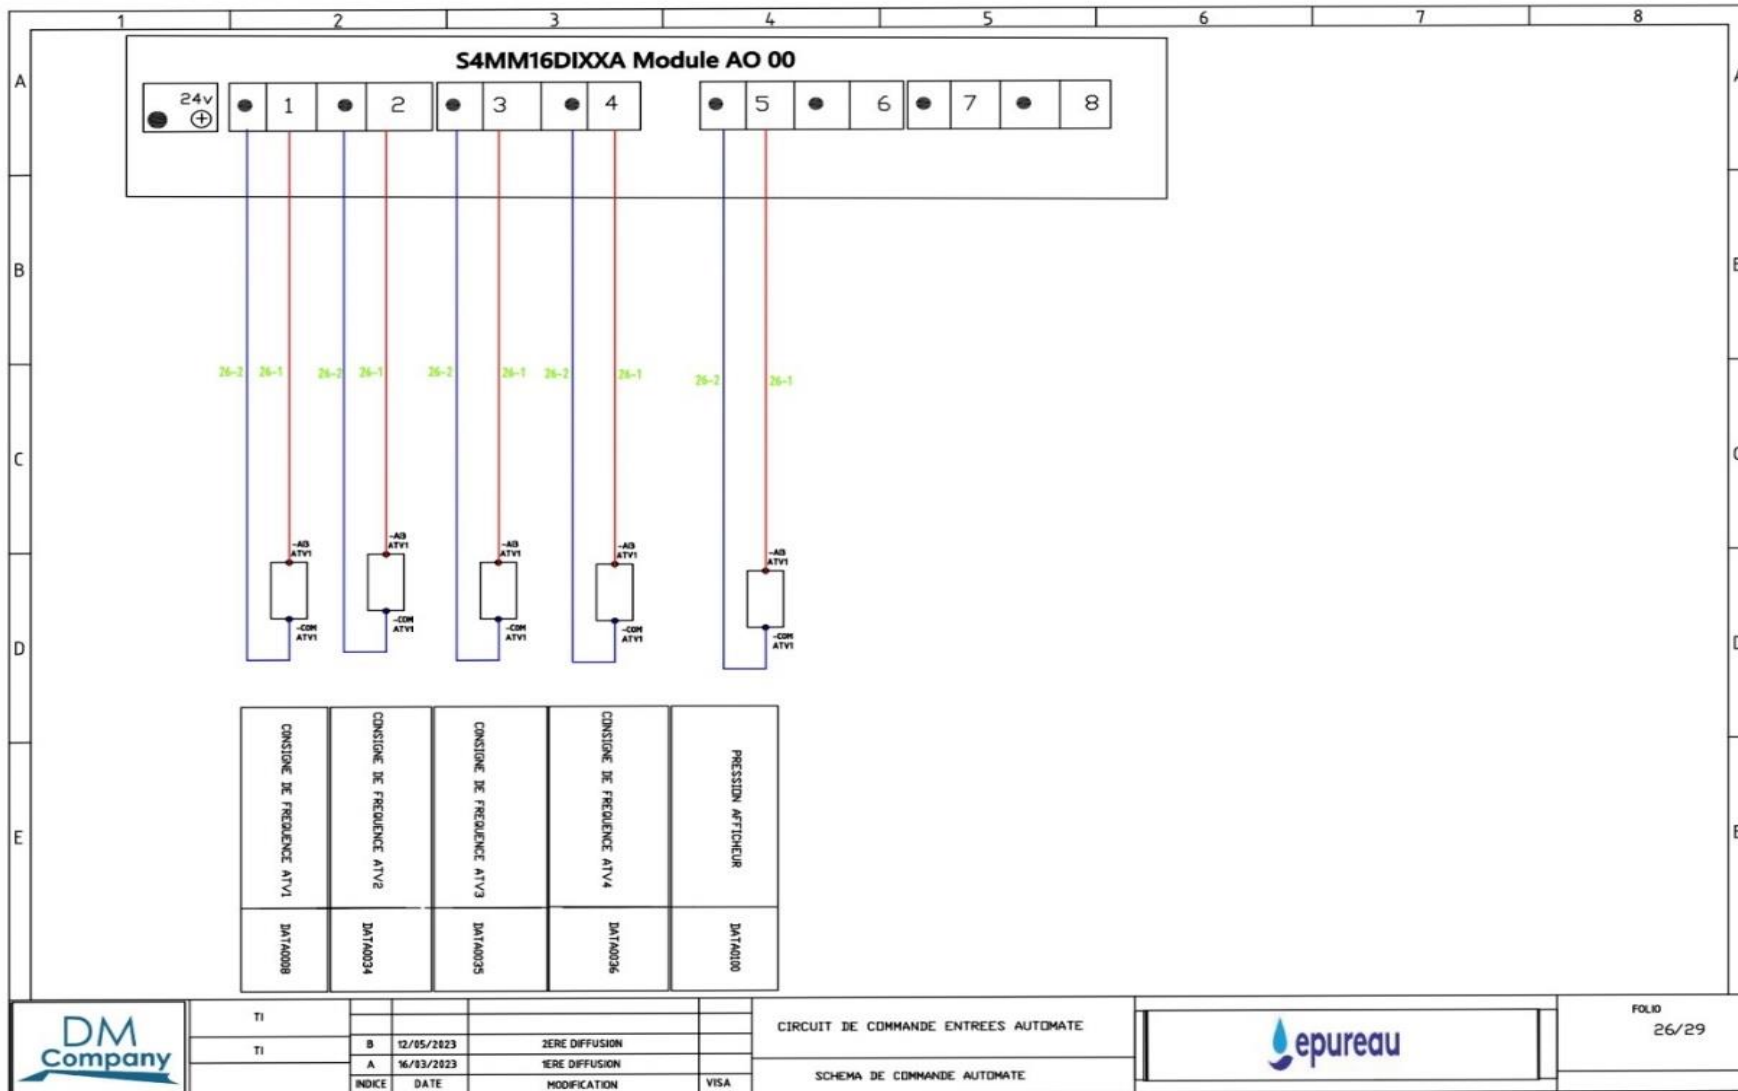 1 2 3 4 5 6 7 8
A
B
C
D
E
A
D
S4MM16DIXXA Module AO 00
24v
1 2 3 4 5 6 7 8
26-2 26-1 26-2 26-1 26-2 26-1 26-2 26-1 26-2 26-1
-COM
ATV1
-COM
ATV1
-COM
ATV1
-COM
ATV1
-COM
ATV1
ATV1
ATV1
ATV1
ATV1
ATV1
CONSIGNE DE FREQUENCE ATV1
CONSIGNE DE FREQUENCE ATV2
CONSIGNE DE FREQUENCE ATV3
CONSIGNE DE FREQUENCE ATV4
PRESSION AFFICHEUR
DATA0008
DATA0034
DATA0035
DATA0036
DATA0100
DM
Company
TI
TI
B 12/05/2023 2ERE DIFFUSION
A 16/03/2023 1ERE DIFFUSION
INDICE DATE MODIFICATION VISA
CIRCUIT DE COMMANDE ENTREES AUTOMATE
SCHEMA DE COMMANDE AUTOMATE
epureau
FOLIO
26/29